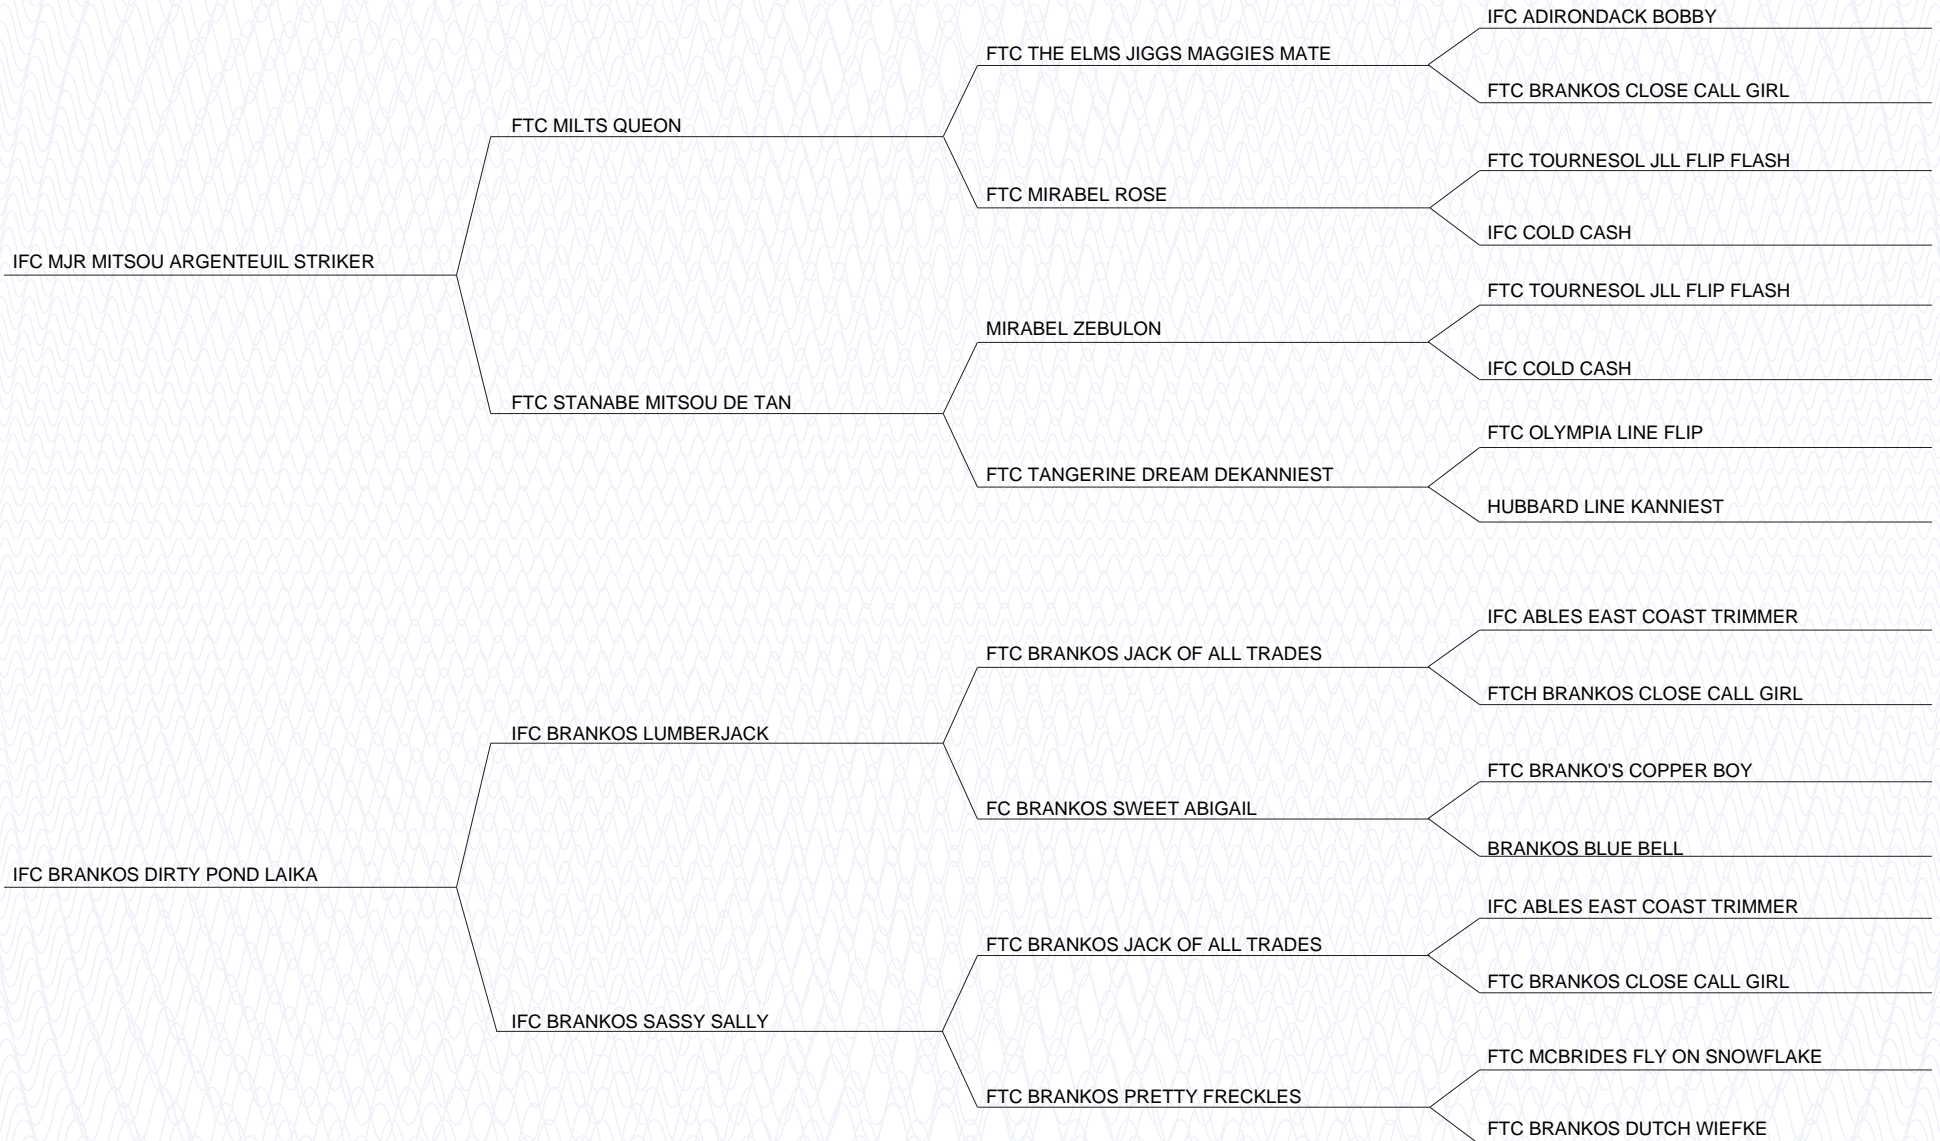 IFC ADIRONDACK BOBBY
FTC THE ELMS JIGGS MAGGIES MATE
FTC BRANKOS CLOSE CALL GIRL
FTC MILTS QUEON
FTC TOURNESOL JLL FLIP FLASH
FTC MIRABEL ROSE
IFC COLD CASH
IFC MJR MITSOU ARGENTEUIL STRIKER
FTC TOURNESOL JLL FLIP FLASH
MIRABEL ZEBULON
IFC COLD CASH
FTC STANABE MITSOU DE TAN
FTC OLYMPIA LINE FLIP
FTC TANGERINE DREAM DEKANNIEST
HUBBARD LINE KANNIEST
IFC ABLES EAST COAST TRIMMER
FTC BRANKOS JACK OF ALL TRADES
FTCH BRANKOS CLOSE CALL GIRL
IFC BRANKOS LUMBERJACK
FTC BRANKO'S COPPER BOY
FC BRANKOS SWEET ABIGAIL
BRANKOS BLUE BELL
IFC BRANKOS DIRTY POND LAIKA
IFC ABLES EAST COAST TRIMMER
FTC BRANKOS JACK OF ALL TRADES
FTC BRANKOS CLOSE CALL GIRL
IFC BRANKOS SASSY SALLY
FTC MCBRIDES FLY ON SNOWFLAKE
FTC BRANKOS PRETTY FRECKLES
FTC BRANKOS DUTCH WIEFKE